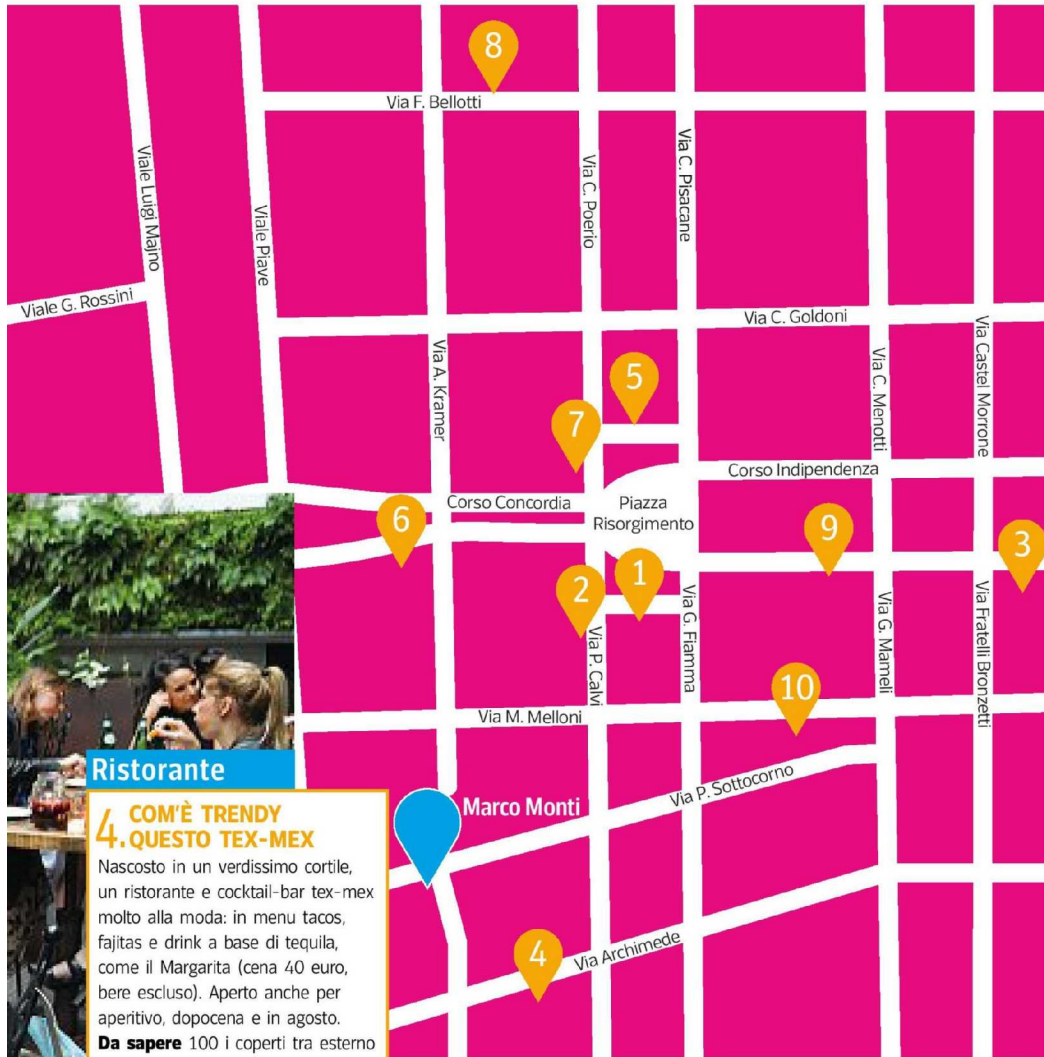 8
Via F. Bellotti
Viale Luigi Majno
Viale Piave
Via C. Poerio
Via C. Pisacane
Viale G. Rossini
Via C. Goldoni
Via A. Kramer
Via C. Menotti
Via Castel Morrone
5
7
Corso Indipendenza
Corso Concordia
Piazza
Risorgimento
6
9
3
2
1
Via P. Calvi
Via G. Fiamma
Via G. Mameli
Via Fratelli Bronzetti
10
Via M. Melloni
Via P. Sottocorno
Marco Monti
4
Via Archimede
Ristorante
4. COM'È TRENDY
QUESTO TEX-MEX
Nascosto in un verdissimo cortile,
un ristorante e cocktail-bar tex-mex
molto alla moda: in menu tacos,
fajitas e drink a base di tequila,
come il Margarita (cena 40 euro,
bere escluso). Aperto anche per
aperitivo, dopocena e in agosto.
Da sapere 100 i coperti tra esterno